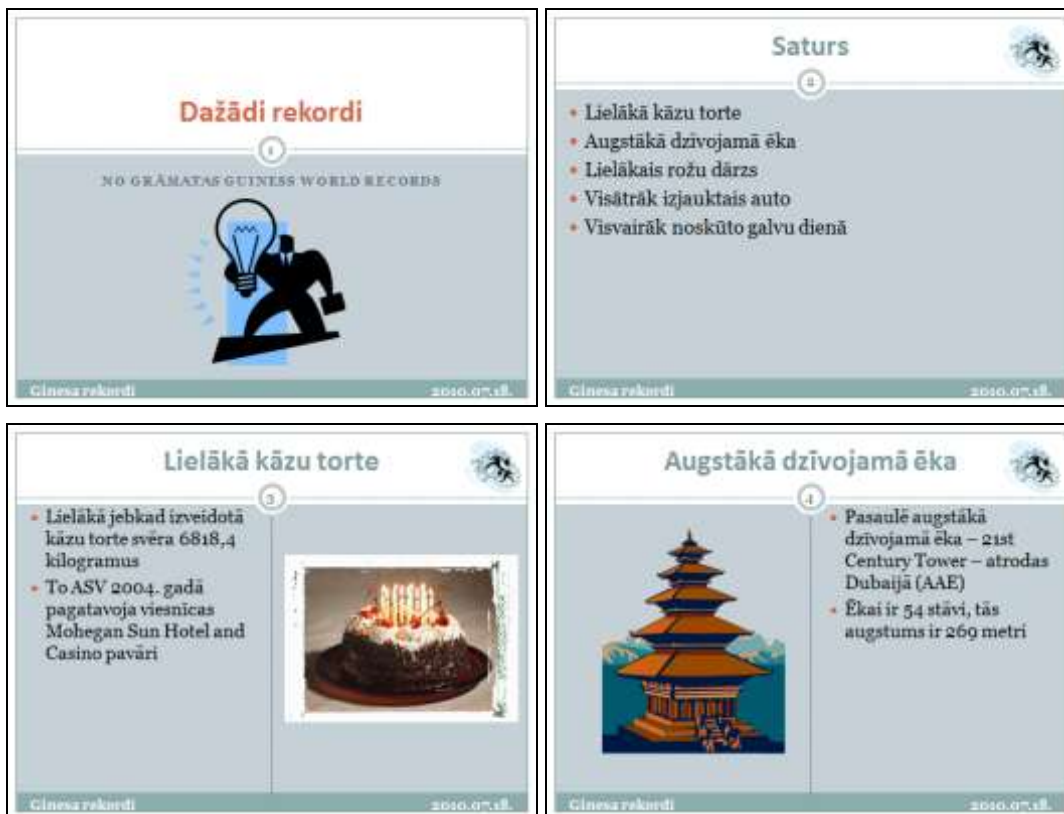 Dažādi rekordi
1
NO GRĀMATAS GUINESS WORLD RECORDS
Ginesa rekordi
2010.07.18.
Saturs
2
• Lielākā kāzu torte
• Augstākā dzīvojamā ēka
• Lielākais rožu dārzs
• Visātrāk izjauktais auto
• Visvairāk noskūto galvu dienā
Ginesa rekordi
2010.07.18.
Lielākā kāzu torte
3
• Lielākā jebkad izveidotā
kāzu torte svēra 6818,4
kilogramus
• To ASV 2004. gadā
pagatavoja viesnīcas
Mohegan Sun Hotel and
Casino pavāri
Ginesa rekordi
2010.07.18.
Augstākā dzīvojamā ēka
4
• Pasaulē augstākā
dzīvojamā ēka – 21st
Century Tower – atrodas
Dubaijā (AAE)
• Ēkai ir 54 stāvi, tās
augstums ir 269 metri
Ginesa rekordi
2010.07.18.